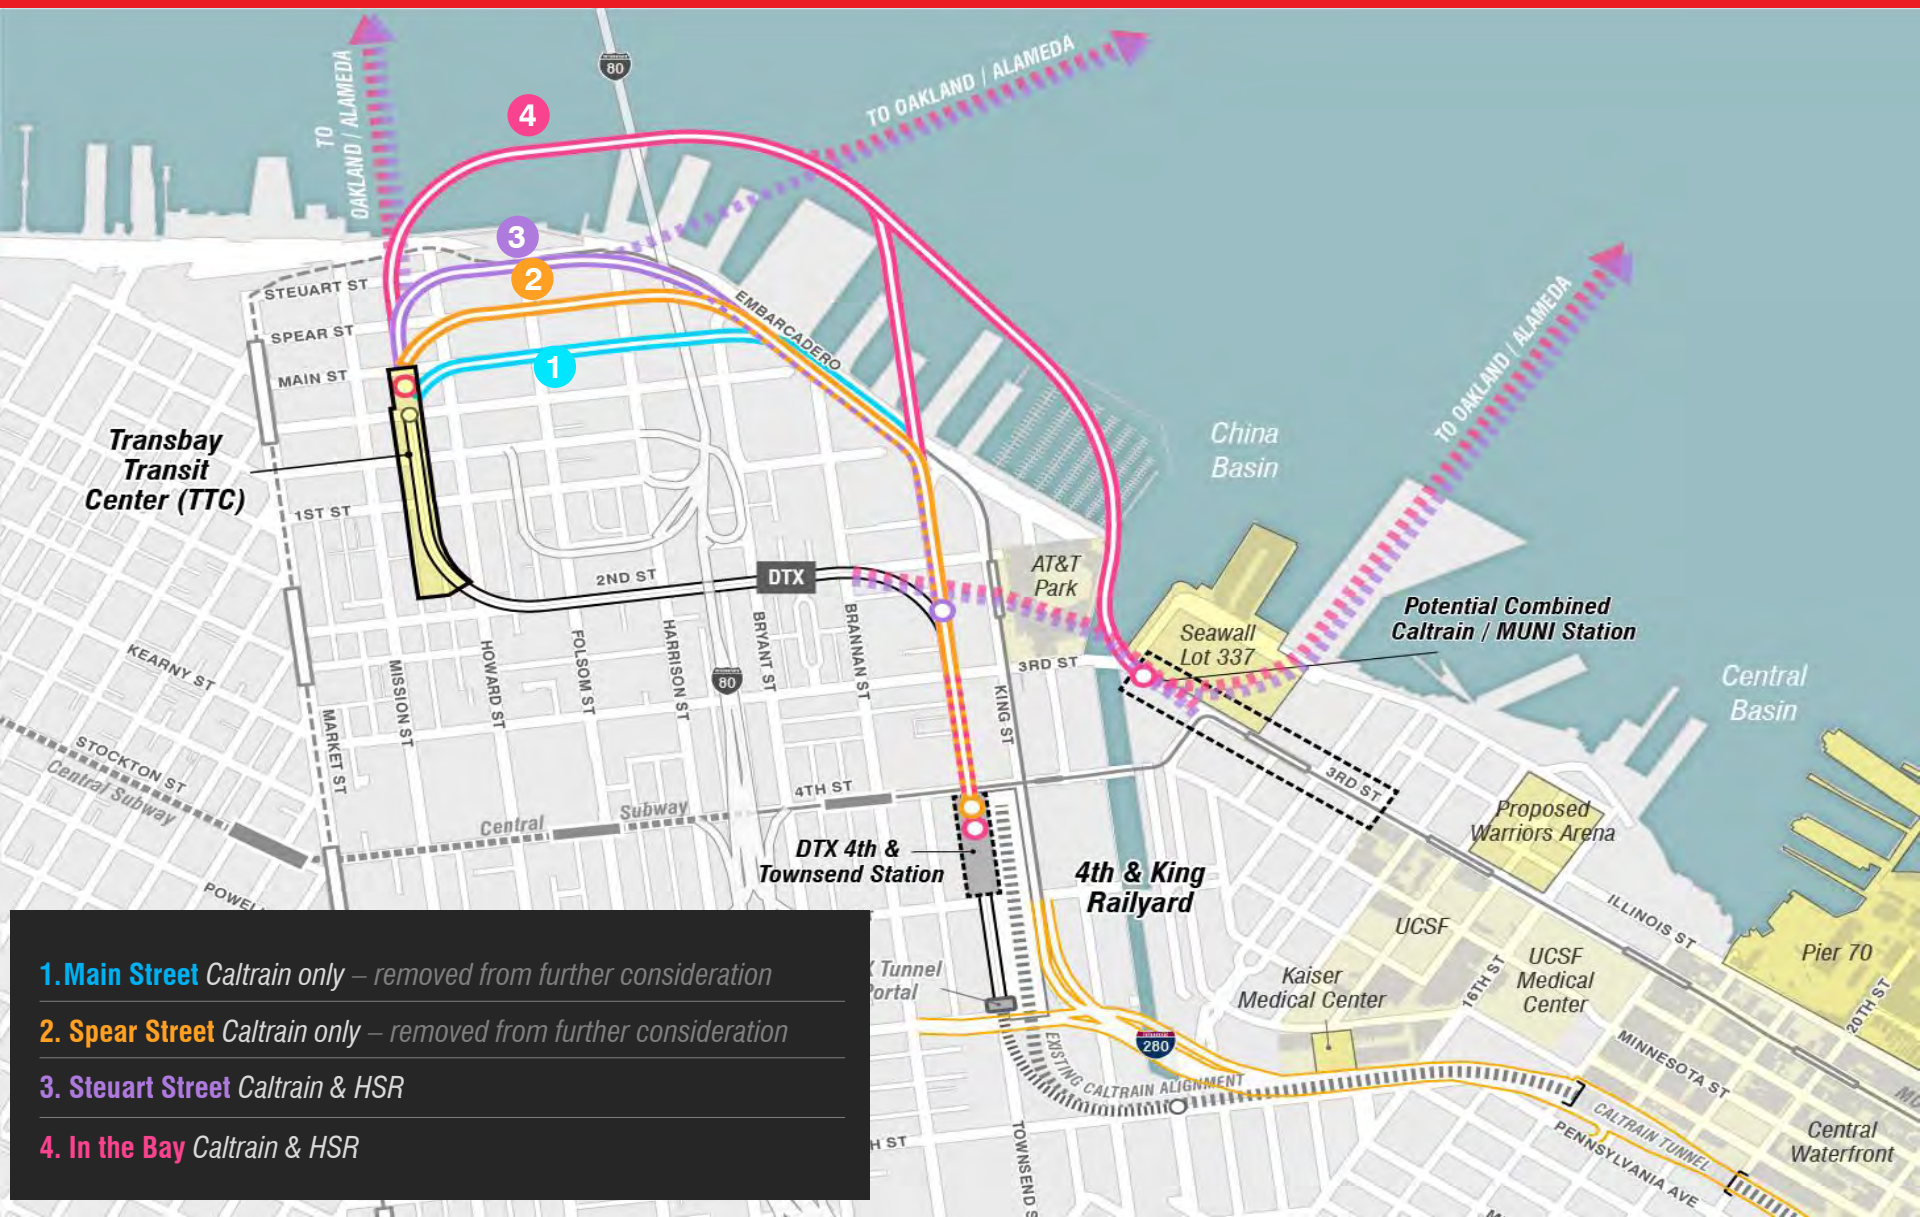 80
4
TO OAKLAND / ALAMEDA
TO
OAKLAND / ALAMEDA
3
2
1
STEUART ST
SPEAR ST
MAIN ST
EMBARCADERO
TO OAKLAND / ALAMEDA
Transbay
Transit
Center (TTC)
1ST ST
China
Basin
2ND ST
DTX
AT&T
Park
Seawall
Lot 337
Potential Combined
Caltrain / MUNI Station
3RD ST
Central
Basin
KEARNY ST
STOCKTON ST
Central Subway
POWELL
MARKET ST
MISSION ST
HOWARD ST
FOLSOM ST
HARRISON ST
80
BRYANT ST
BRANNAN ST
KING ST
4TH ST
Central
Subway
3RD ST
Proposed
Warriors Arena
DTX 4th &
Townsend Station
4th & King
Railyard
ILLINOIS ST
UCSF
UCSF
Medical
Center
16TH ST
Pier 70
20TH ST
Kaiser
Medical Center
Tunnel
Portal
280
EXISTING CALTRAIN ALIGNMENT
MINNESOTA ST
CALTRAIN TUNNEL
PENNSYLVANIA AVE
Central
Waterfront
TOWNSEND S
H ST
1. Main Street Caltrain only – removed from further consideration
2. Spear Street Caltrain only – removed from further consideration
3. Steuart Street Caltrain & HSR
4. In the Bay Caltrain & HSR